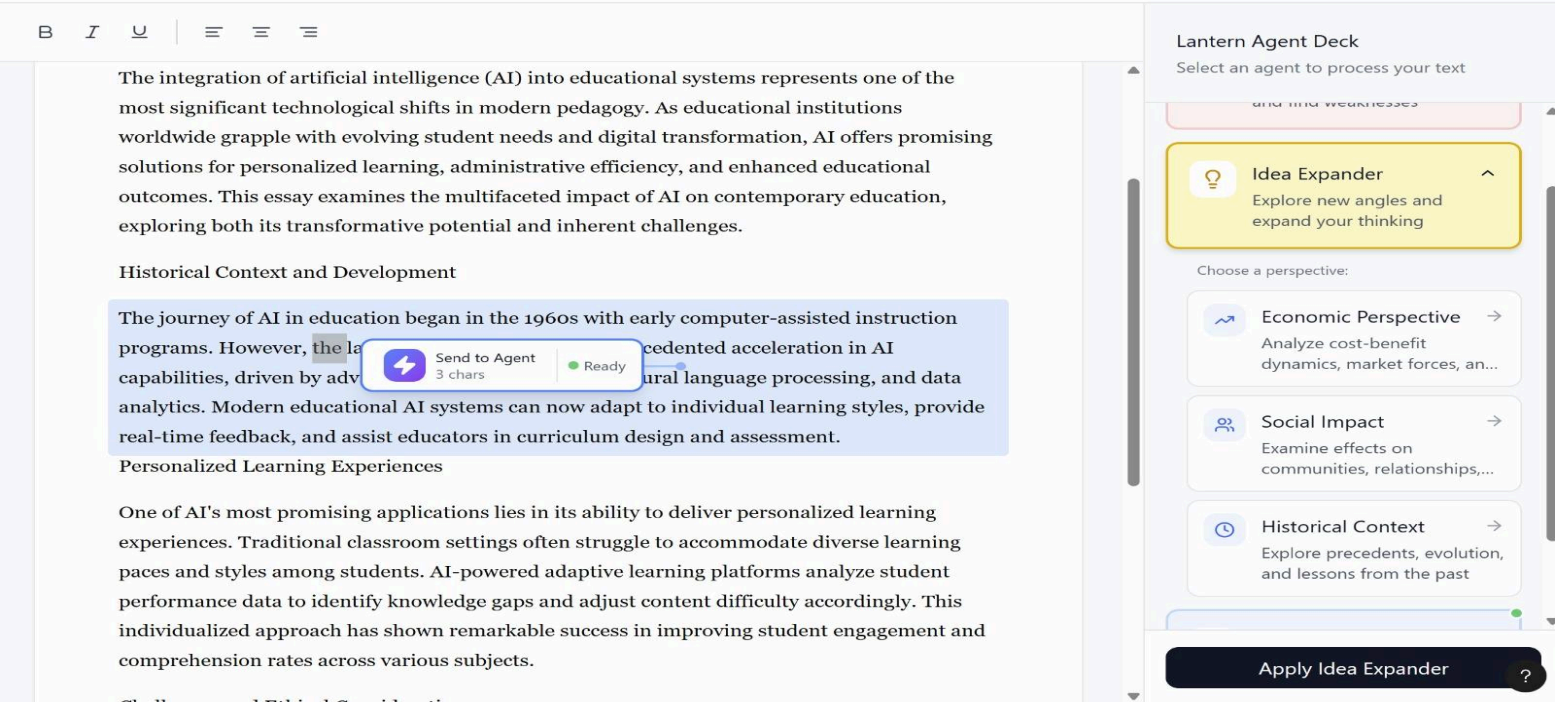 The integration of artificial intelligence (AI) into educational systems represents one of the
most significant technological shifts in modern pedagogy. As educational institutions
worldwide grapple with evolving student needs and digital transformation, AI offers promising
solutions for personalized learning, administrative efficiency, and enhanced educational
outcomes. This essay examines the multifaceted impact of AI on contemporary education,
exploring both its transformative potential and inherent challenges.
Historical Context and Development
The journey of AI in education began in the 1960s with early computer-assisted instruction
programs. However, the la cedented acceleration in AI
capabilities, driven by adv ural language processing, and data
analytics. Modern educational AI systems can now adapt to individual learning styles, provide
real-time feedback, and assist educators in curriculum design and assessment.
Send to Agent
3 chars
Ready
Personalized Learning Experiences
One of AI's most promising applications lies in its ability to deliver personalized learning
experiences. Traditional classroom settings often struggle to accommodate diverse learning
paces and styles among students. AI-powered adaptive learning platforms analyze student
performance data to identify knowledge gaps and adjust content difficulty accordingly. This
individualized approach has shown remarkable success in improving student engagement and
comprehension rates across various subjects.
Lantern Agent Deck
Select an agent to process your text
and find weaknesses
Idea Expander
Explore new angles and
expand your thinking
Choose a perspective:
Economic Perspective
Analyze cost-benefit
dynamics, market forces, an...
Social Impact
Examine effects on
communities, relationships,...
Historical Context
Explore precedents, evolution,
and lessons from the past
Apply Idea Expander
?